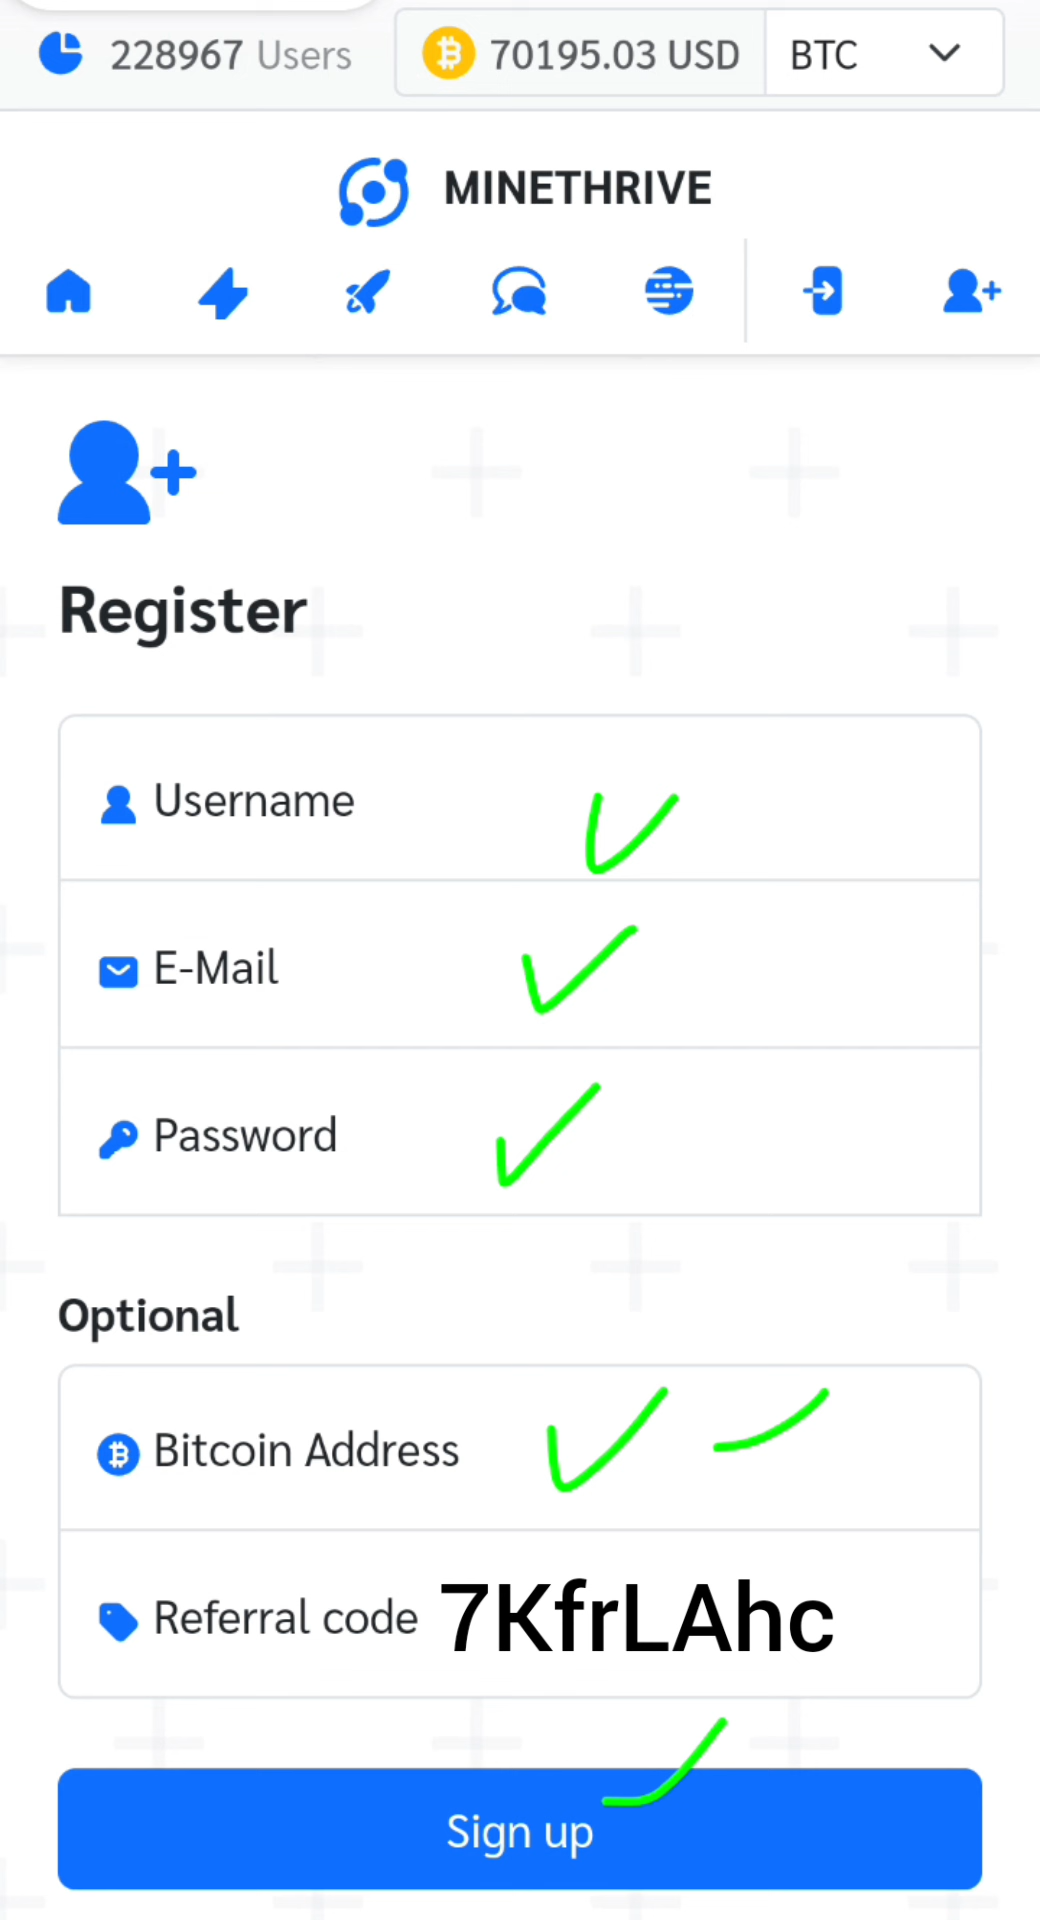 228967 Users 70195.03 USD BTC
MINETHRIVE
Register
Username
E-Mail
Password
Optional
Bitcoin Address
Referral code 7KfrLAhc
Sign up